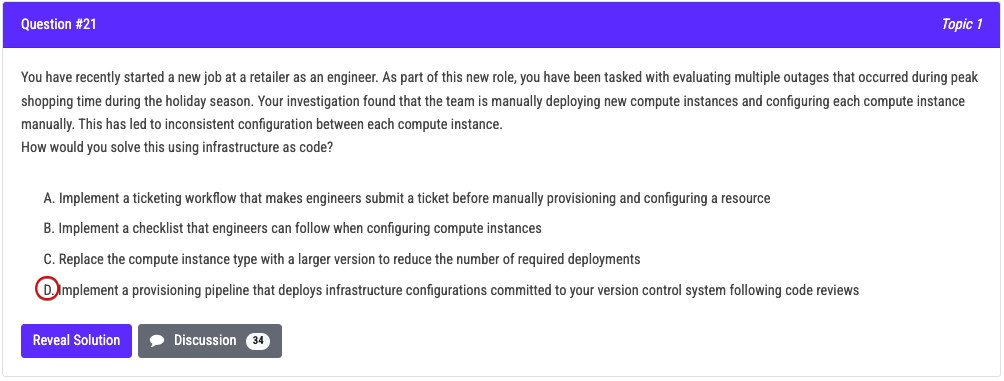 Question #21
Topic 1
You have recently started a new job at a retailer as an engineer. As part of this new role, you have been tasked with evaluating multiple outages that occurred during peak
shopping time during the holiday season. Your investigation found that the team is manually deploying new compute instances and configuring each compute instance
manually. This has led to inconsistent configuration between each compute instance.
How would you solve this using infrastructure as code?
A. Implement a ticketing workflow that makes engineers submit a ticket before manually provisioning and configuring a resource
B. Implement a checklist that engineers can follow when configuring compute instances
C. Replace the compute instance type with a larger version to reduce the number of required deployments
D. Implement a provisioning pipeline that deploys infrastructure configurations committed to your version control system following code reviews
Reveal Solution
Discussion 34